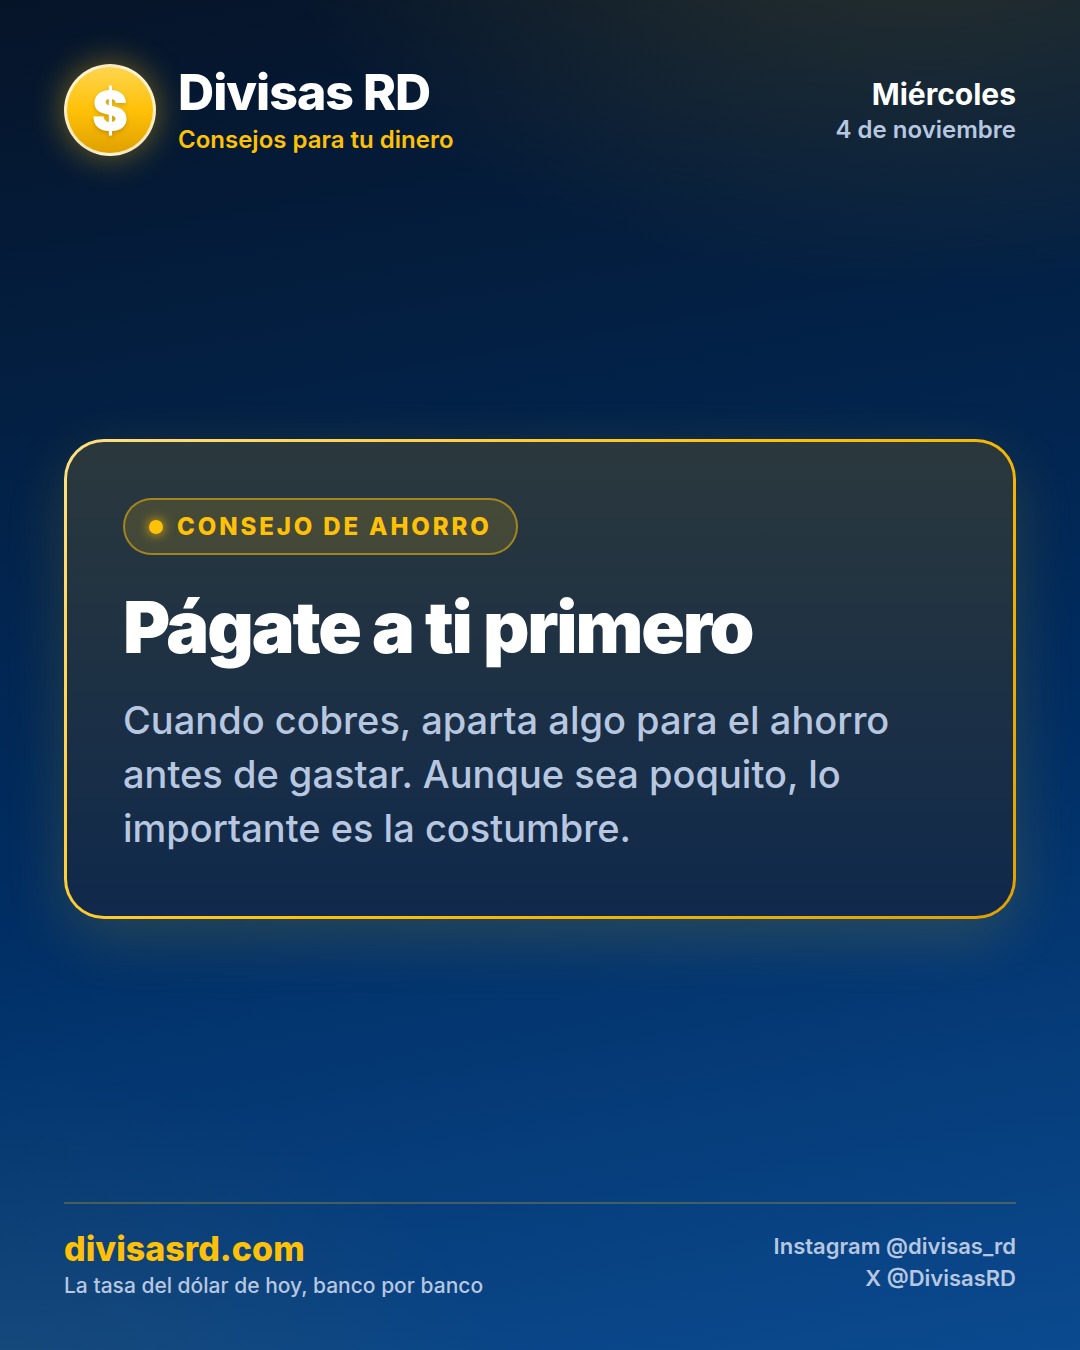 $
Divisas RD
Consejos para tu dinero
Miércoles
4 de noviembre
CONSEJO DE AHORRO
Págate a ti primero
Cuando cobres, aparta algo para el ahorro
antes de gastar. Aunque sea poquito, lo
importante es la costumbre.
divisasrd.com
La tasa del dólar de hoy, banco por banco
Instagram @divisas_rd
X @DivisasRD